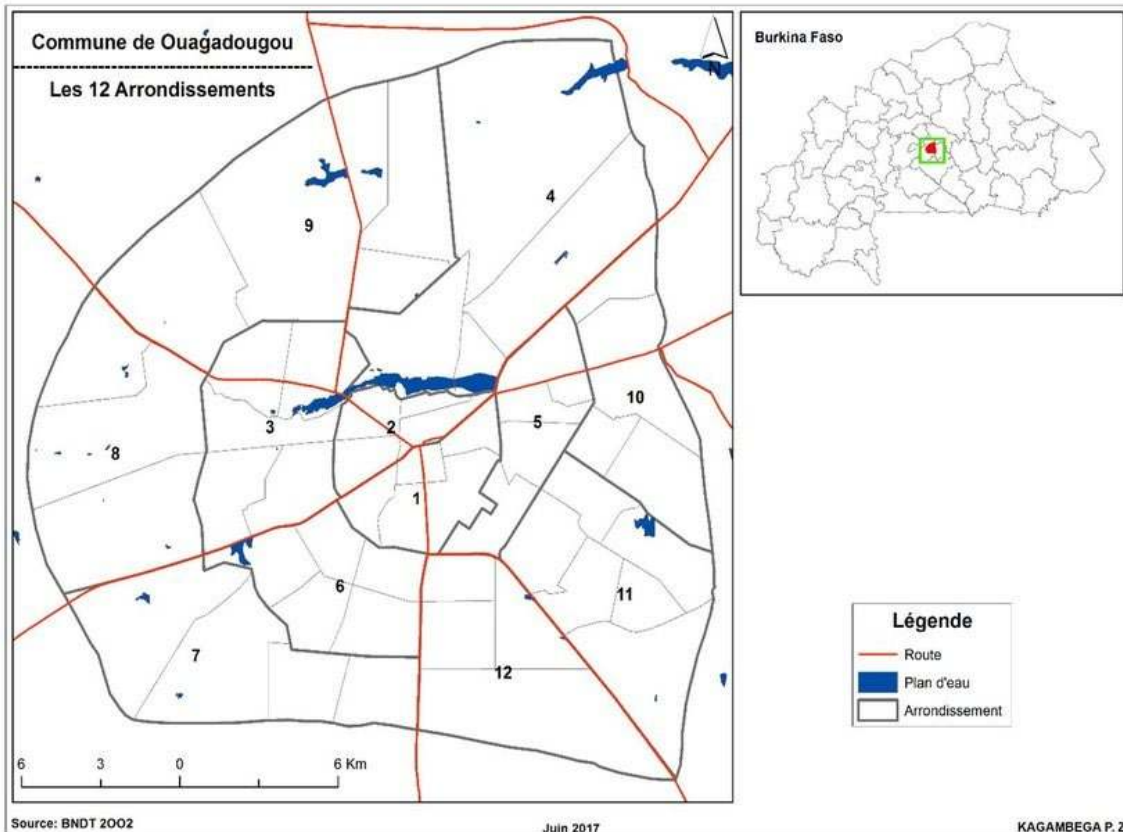 Commune de Ouagadougou
Les 12 Arrondissements
N
Burkina Faso
4
9
10
3
2
5
8
1
6
11
7
12
Légende
Route
Plan d'eau
Arrondissement
6 3 0 6 Km
Source: BNDT 2OO2
Juin 2017
KAGAMBEGA P. Z